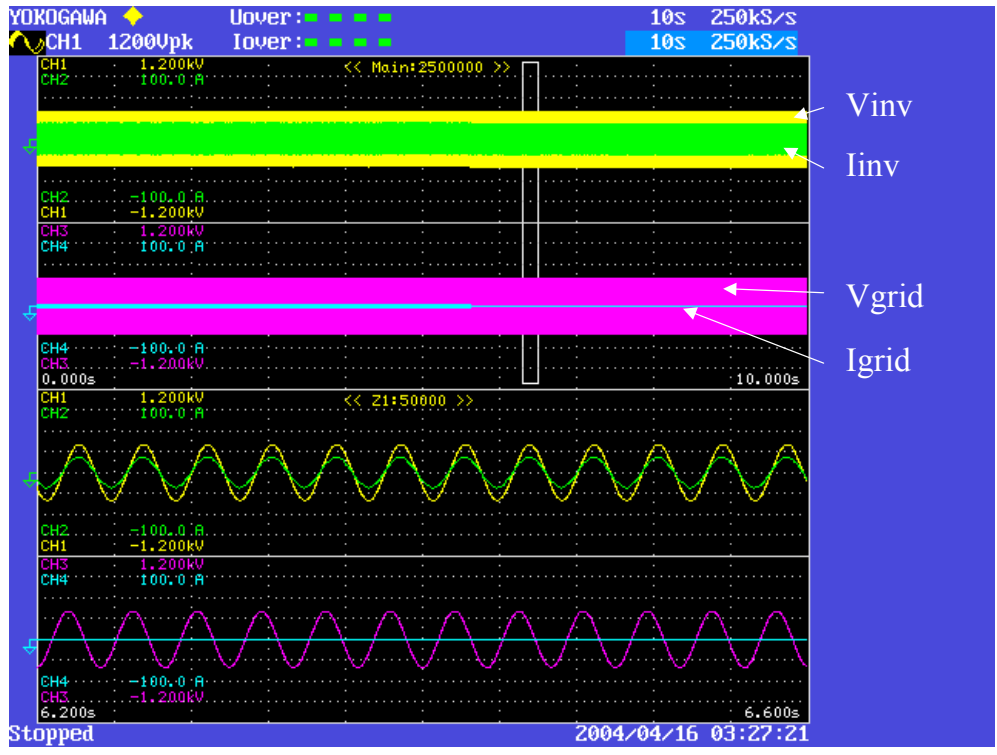 YOKOGAWA Uover: 10s 250kS/s
CH1 1200Vpk Iover: 10s 250kS/s
CH1 1.200kV << Main:2500000 >>
CH2 100.0 A
Vinv
Iinv
CH2 -100.0 A
CH1 -1.200kV
CH3 1.200kV
CH4 100.0 A
Vgrid
Igrid
CH4 -100.0 A
CH3 -1.200kV
0.000s 10.000s
CH1 1.200kV << Z1:50000 >>
CH2 100.0 A
CH2 -100.0 A
CH1 -1.200kV
CH3 1.200kV
CH4 100.0 A
CH4 -100.0 A
CH3 -1.200kV
6.200s 6.600s
Stopped 2004/04/16 03:27:21